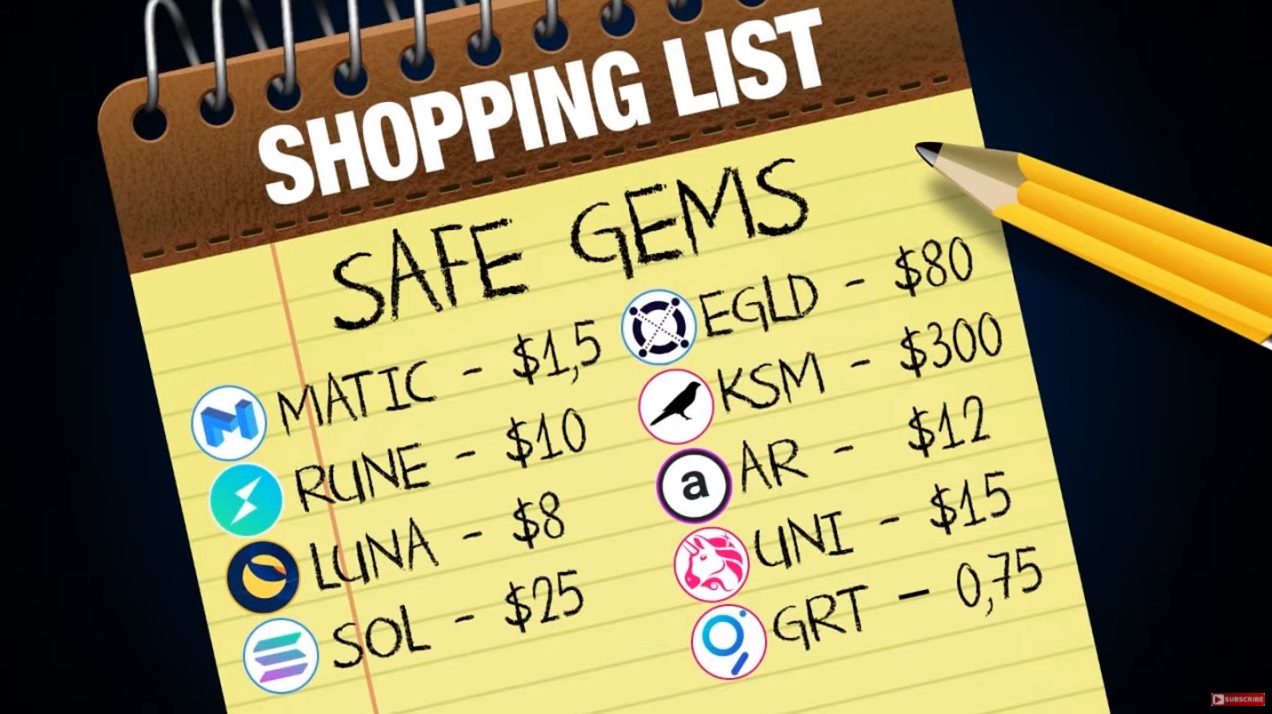 SHOPPING LIST
SAFE GEMS
MATIC - $1,5
RUNE - $10
LUNA - $8
SOL - $25
EGLD - $80
KSM - $300
a AR - $12
UNI - $15
GRT - 0,75
SUBSCRIBE